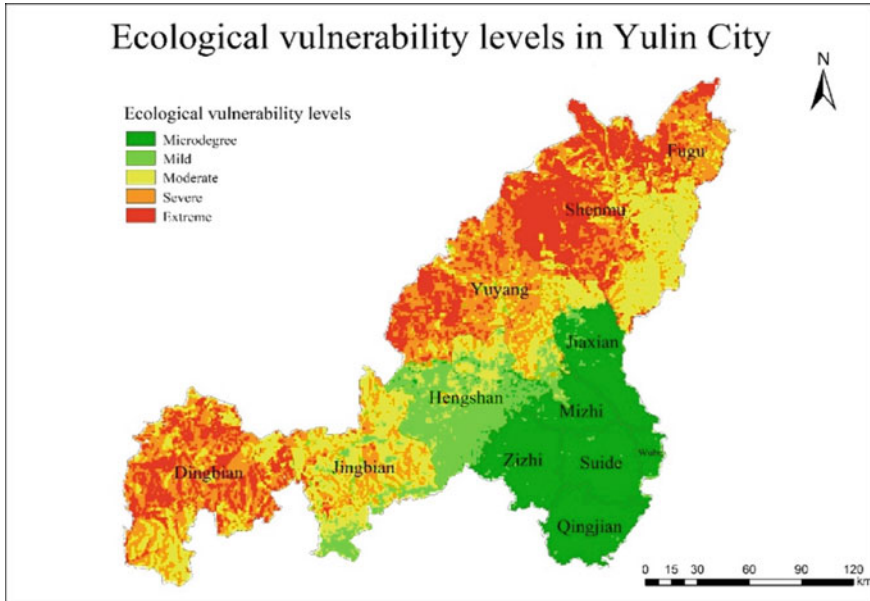 Ecological vulnerability levels in Yulin City
N
Ecological vulnerability levels
Microdegree
Mild
Moderate
Severe
Extreme
Fugu
Shenmu
Yuyang
Jiaxian
Hengshan
Mizhi
Dingbian
Jingbian
Zizhi
Suide
Qingjian
0 15 30 60 90 120
km